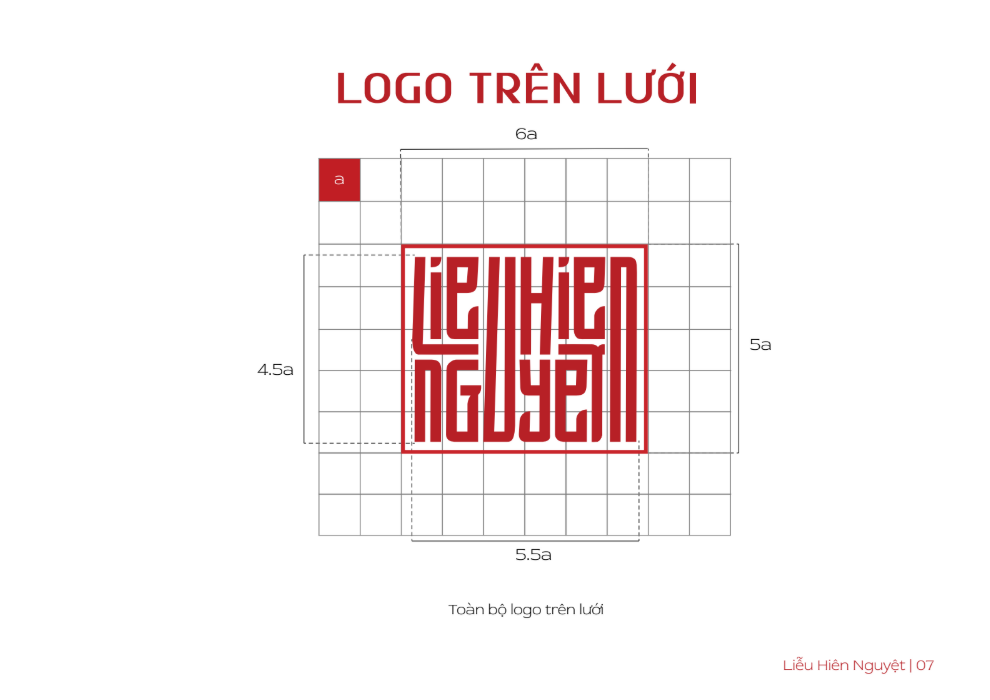 LOGO TRÊN LƯỚI
6a
a
LiễU Hiên
NGUyệt
4.5a
5a
5.5a
Toàn bộ logo trên lưới
Liễu Hiên Nguyệt | 07